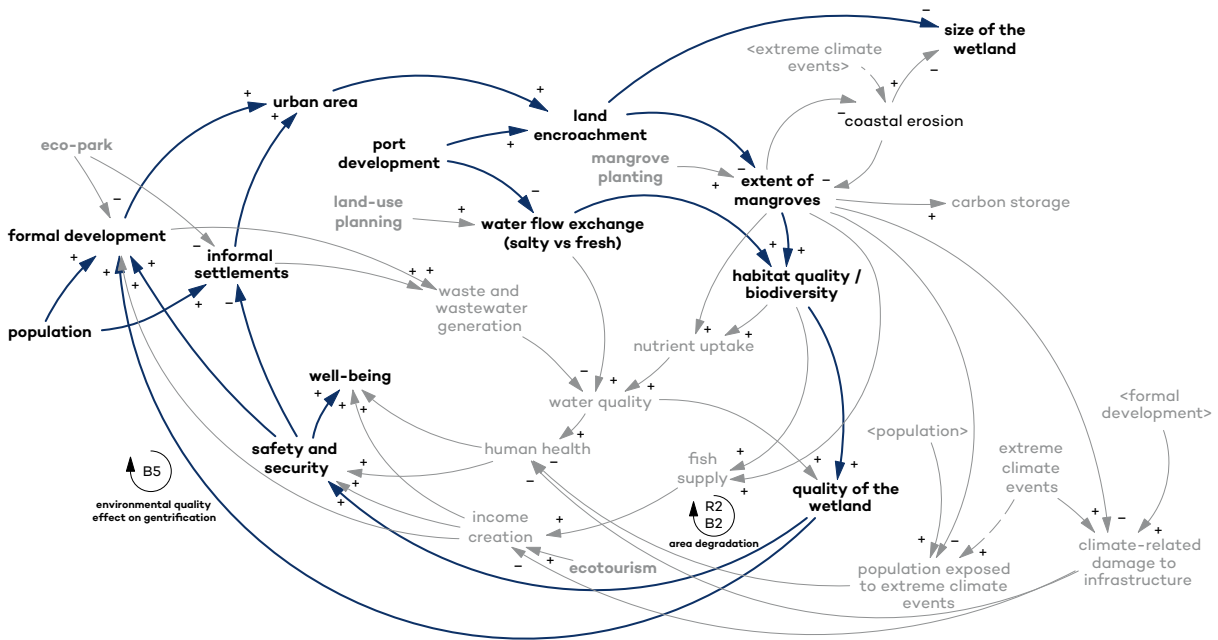 size of the
wetland
<extreme climate
events>
urban area
land
encroachment
coastal erosion
eco-park
port
development
mangrove
planting
extent of
mangroves
carbon storage
land-use
planning
water flow exchange
(salty vs fresh)
formal development
informal
settlements
habitat quality /
biodiversity
waste and
wastewater
generation
population
nutrient uptake
well-being
water quality
<formal
development>
<population>
human health
safety and
security
extreme
climate
events
fish
supply
B5
environmental quality
effect on gentrification
quality of the
wetland
R2
B2
area degradation
income
creation
ecotourism
climate-related
damage to
infrastructure
population exposed
to extreme climate
events